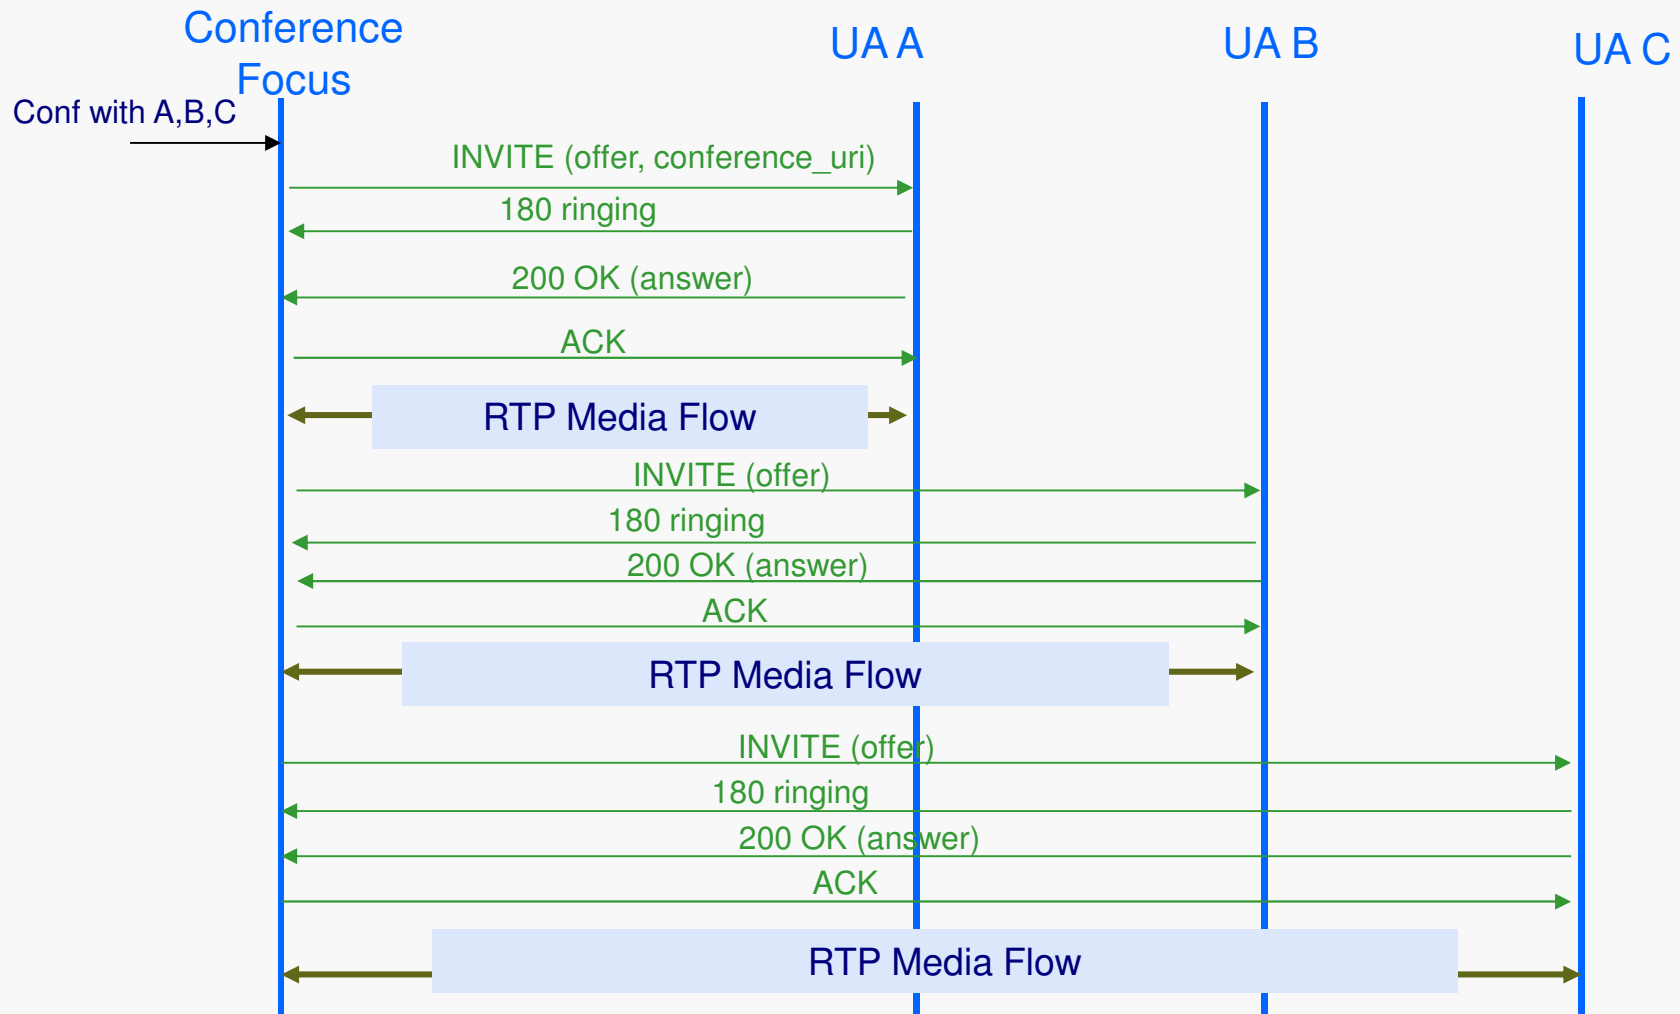 Conference
Focus
UA A
UA B
UA C
Conf with A,B,C
INVITE (offer, conference_uri)
180 ringing
200 OK (answer)
ACK
RTP Media Flow
INVITE (offer)
180 ringing
200 OK (answer)
ACK
RTP Media Flow
INVITE (offer)
180 ringing
200 OK (answer)
ACK
RTP Media Flow